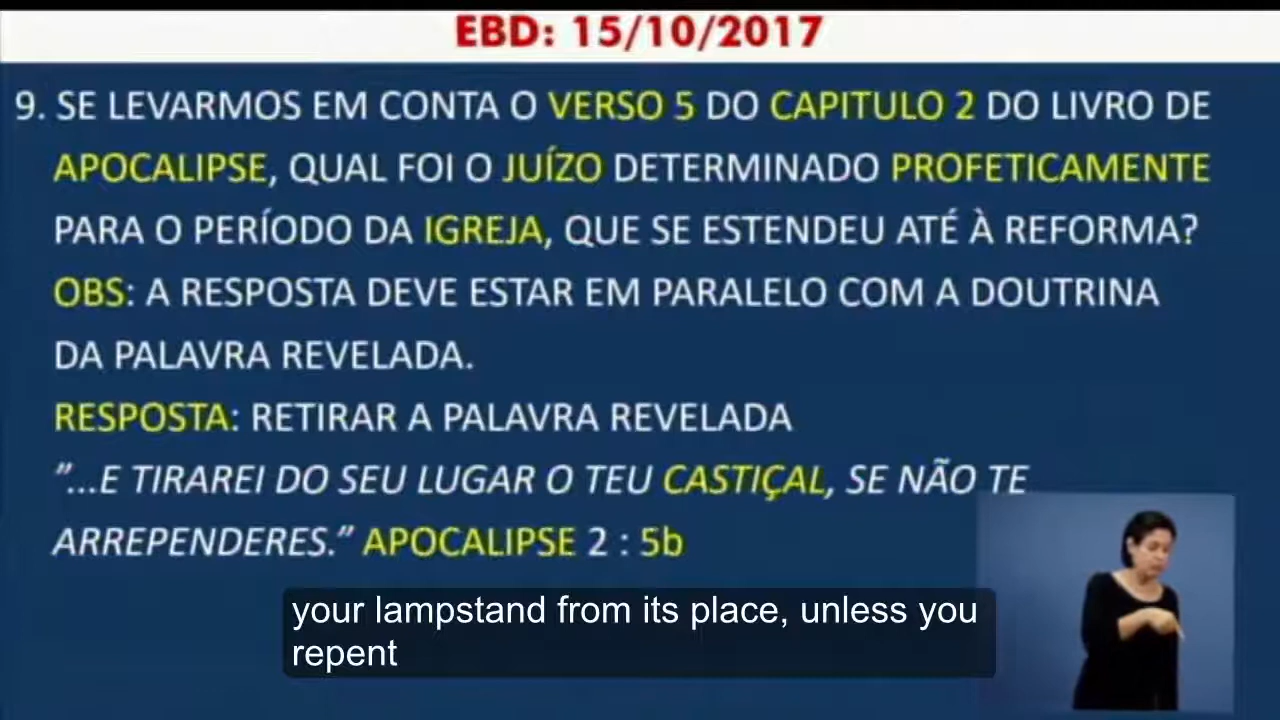 EBD: 15/10/2017
9. SE LEVARMOS EM CONTA O VERSO 5 DO CAPITULO 2 DO LIVRO DE
APOCALIPSE, QUAL FOI O JUÍZO DETERMINADO PROFETICAMENTE
PARA O PERÍODO DA IGREJA, QUE SE ESTENDEU ATÉ À REFORMA?
OBS: A RESPOSTA DEVE ESTAR EM PARALELO COM A DOUTRINA
DA PALAVRA REVELADA.
RESPOSTA: RETIRAR A PALAVRA REVELADA
"...E TIRAREI DO SEU LUGAR O TEU CASTIÇAL, SE NÃO TE
ARREPENDERES." APOCALIPSE 2 : 5b
your lampstand from its place, unless you
repent